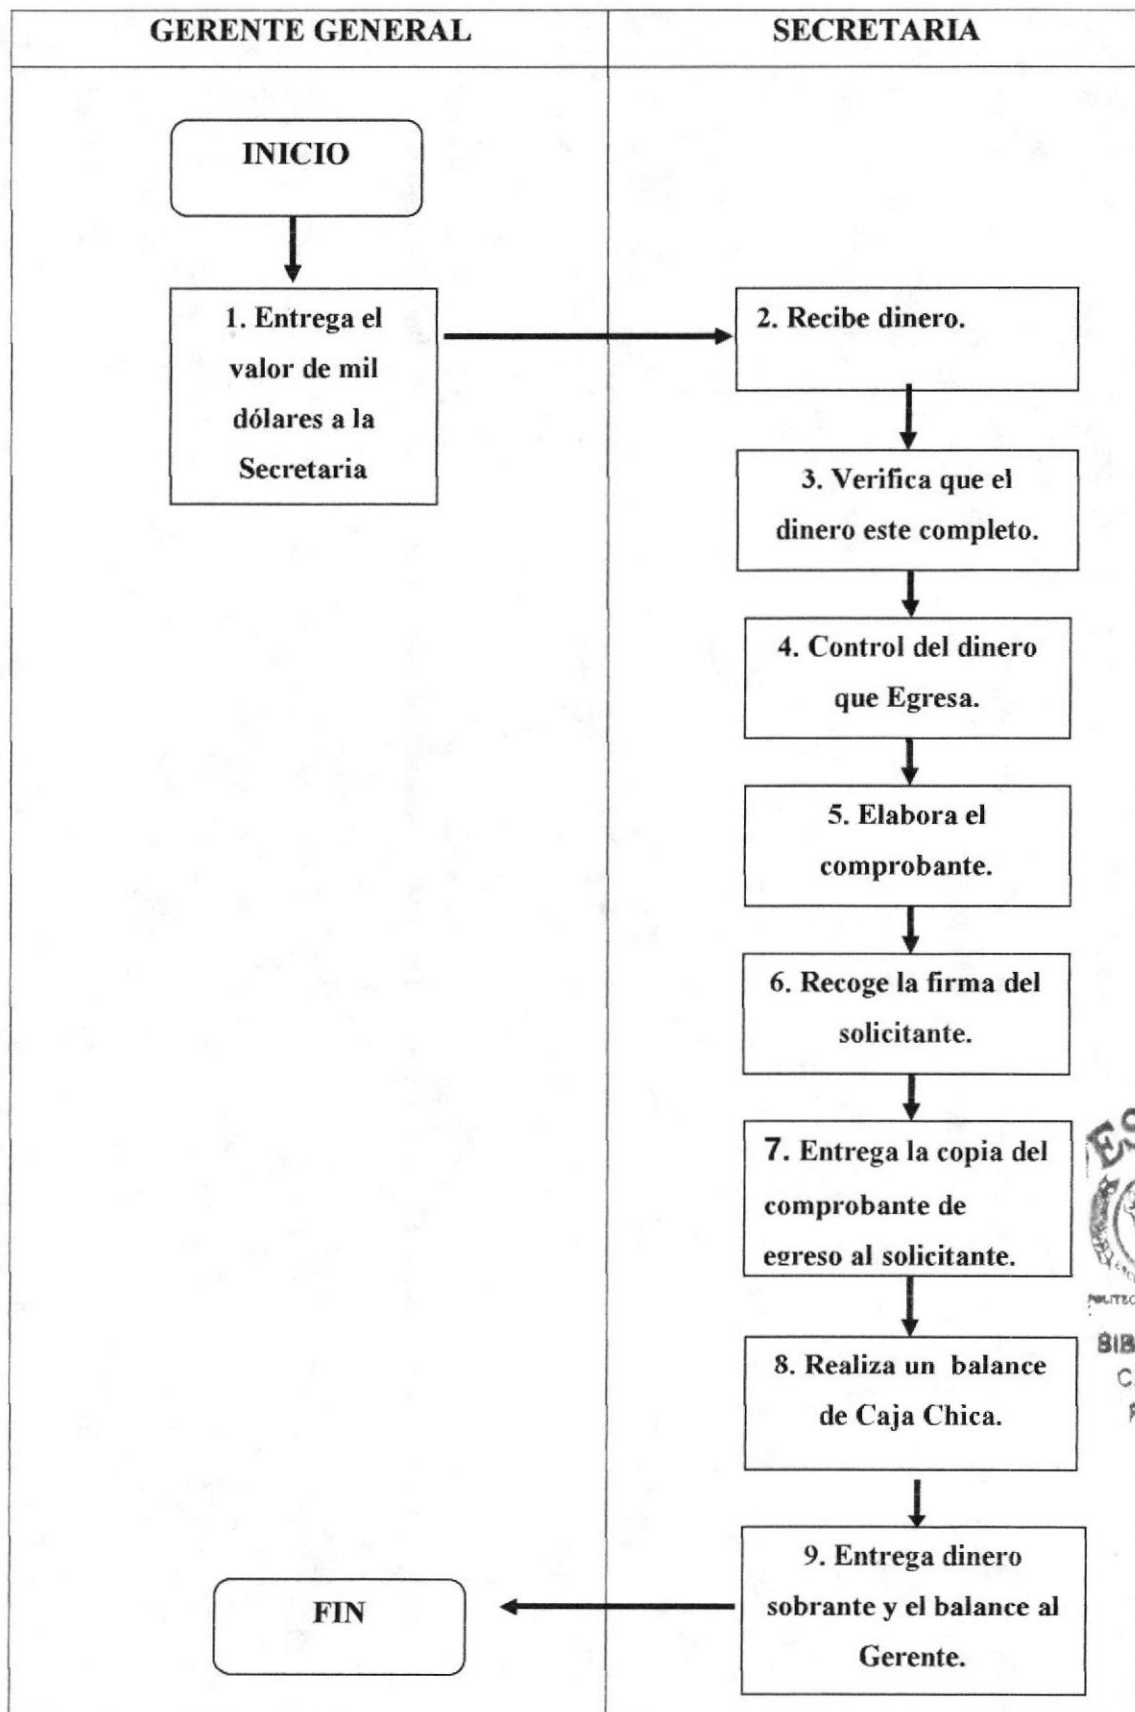 GERENTE GENERAL
SECRETARIA
INICIO
1. Entrega el
valor de mil
dólares a la
Secretaria
2. Recibe dinero.
3. Verifica que el
dinero este completo.
4. Control del dinero
que Egresa.
5. Elabora el
comprobante.
6. Recoge la firma del
solicitante.
7. Entrega la copia del
comprobante de
egreso al solicitante.
8. Realiza un balance
de Caja Chica.
9. Entrega dinero
sobrante y el balance al
Gerente.
FIN